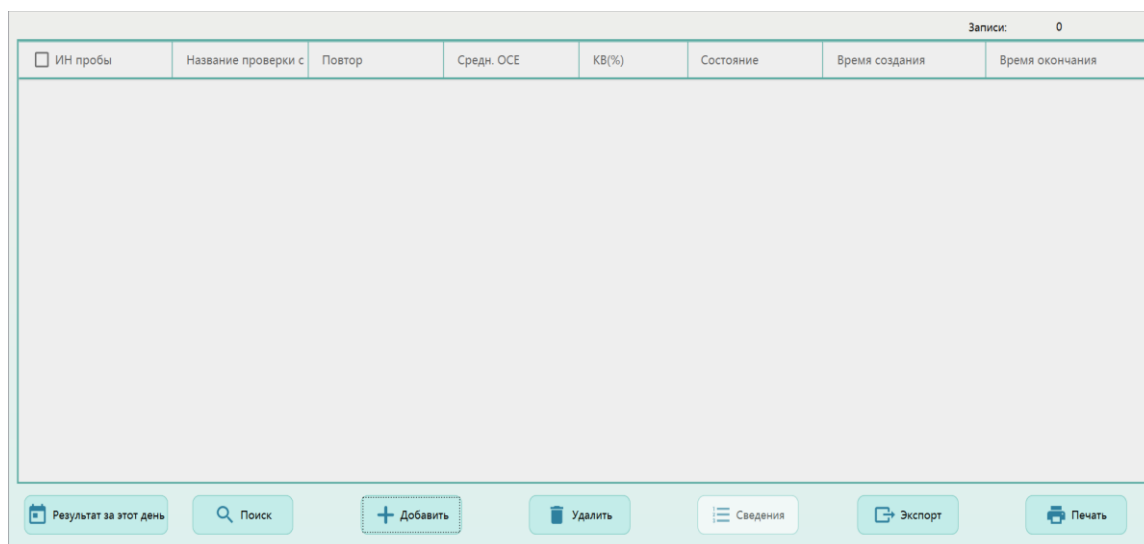 Записи: 0
ИН пробы Название проверки с Повтор Средн. ОСЕ КВ(%) Состояние Время создания Время окончания
Результат за этот день Поиск Добавить Удалить Сведения Экспорт Печать